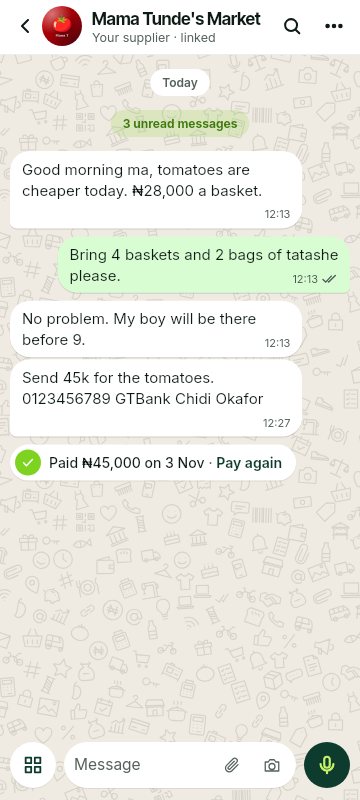 Mama Tunde's Market
Your supplier · linked
Today
3 unread messages
Good morning ma, tomatoes are
cheaper today. ₦28,000 a basket.
12:13
Bring 4 baskets and 2 bags of tatashe
please.
12:13
No problem. My boy will be there
before 9.
12:13
Send 45k for the tomatoes.
0123456789 GTBank Chidi Okafor
12:27
Paid ₦45,000 on 3 Nov · Pay again
Message